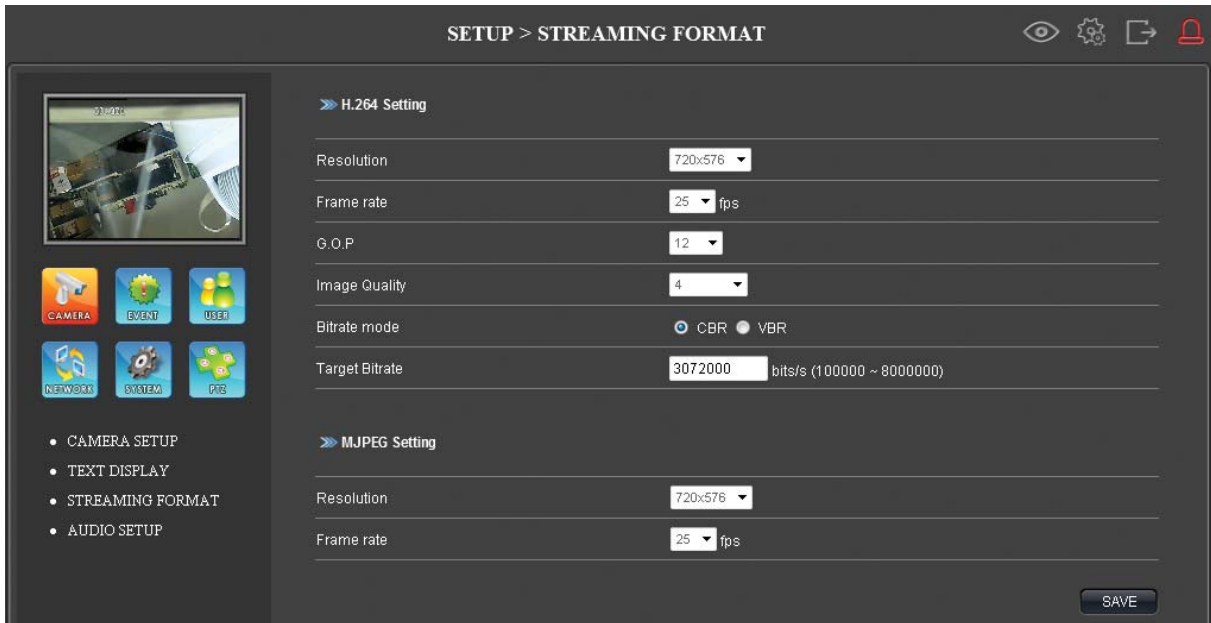 SETUP > STREAMING FORMAT
H.264 Setting
Resolution 720x576
Frame rate 25 fps
G.O.P 12
Image Quality 4
Bitrate mode CBR VBR
Target Bitrate 3072000 bits/s (100000 ~ 8000000)
MJPEG Setting
Resolution 720x576
Frame rate 25 fps
SAVE
CAMERA EVENT USER
NETWORK SYSTEM PTZ
CAMERA SETUP
TEXT DISPLAY
STREAMING FORMAT
AUDIO SETUP